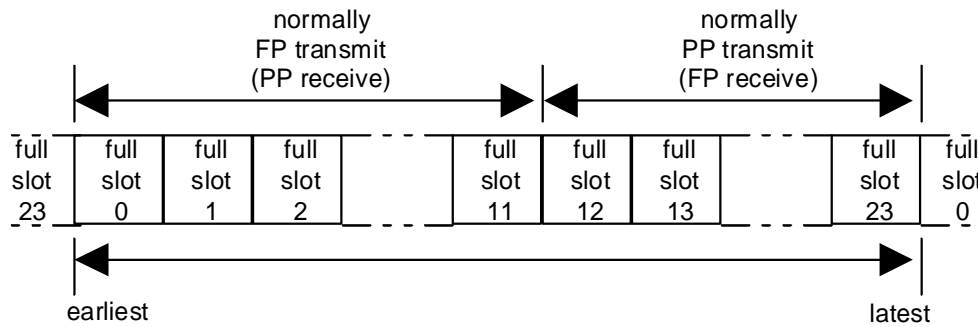 normally
FP transmit
(PP receive)
normally
PP transmit
(FP receive)
full
slot
23
full
slot
0
full
slot
1
full
slot
2
full
slot
11
full
slot
12
full
slot
13
full
slot
23
full
slot
0
earliest
latest